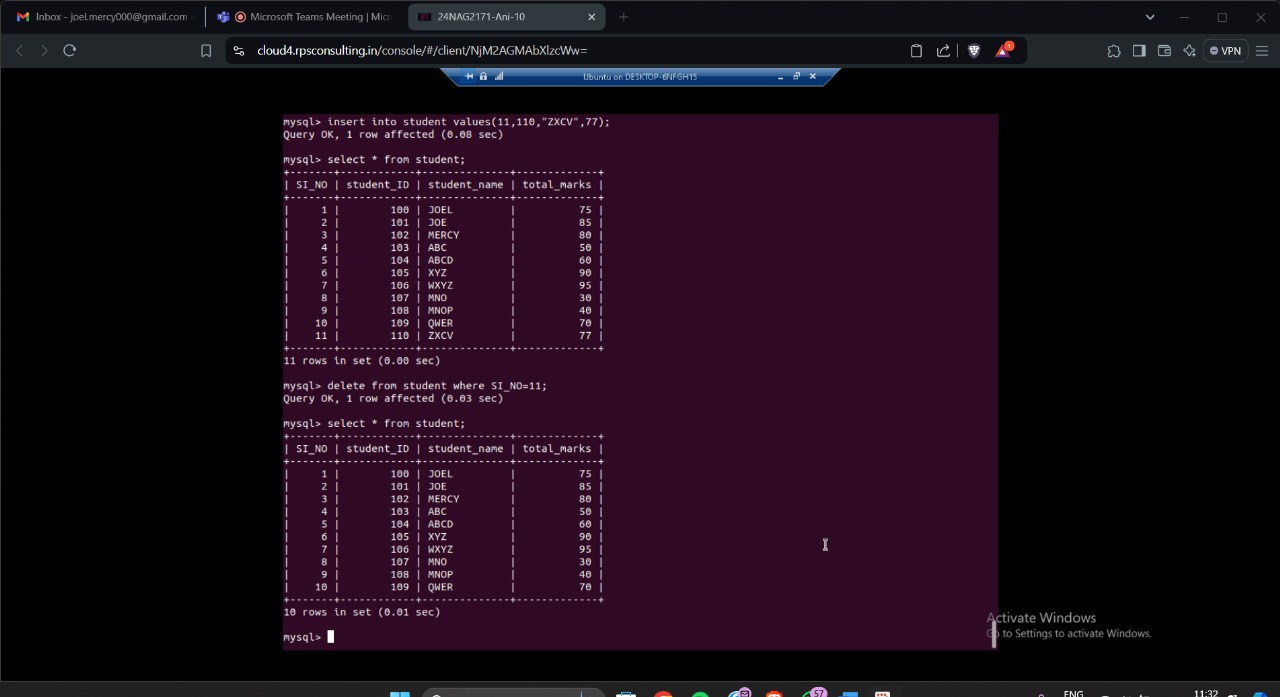 Inbox - joel.mercy000@gmail.com -
Microsoft Teams Meeting | Micr
24NAG2171-Ani-10
cloud4.rpsconsulting.in/console/#/client/NjM2AGMAbXlzcWw=
1
VPN
Ubuntu on DESKTOP-6NFGH15
mysql> insert into student values(11,110,"ZXCV",77);
Query OK, 1 row affected (0.08 sec)
mysql> select * from student;
+-------+------------+--------------+-------------+
| SI_NO | student_ID | student_name | total_marks |
+-------+------------+--------------+-------------+
|     1 |        100 | JOEL         |          75 |
|     2 |        101 | JOE          |          85 |
|     3 |        102 | MERCY        |          80 |
|     4 |        103 | ABC          |          50 |
|     5 |        104 | ABCD         |          60 |
|     6 |        105 | XYZ          |          90 |
|     7 |        106 | WXYZ         |          95 |
|     8 |        107 | MNO          |          30 |
|     9 |        108 | MNOP         |          40 |
|    10 |        109 | QWER         |          70 |
|    11 |        110 | ZXCV         |          77 |
+-------+------------+--------------+-------------+
11 rows in set (0.00 sec)
mysql> delete from student where SI_NO=11;
Query OK, 1 row affected (0.03 sec)
mysql> select * from student;
+-------+------------+--------------+-------------+
| SI_NO | student_ID | student_name | total_marks |
+-------+------------+--------------+-------------+
|     1 |        100 | JOEL         |          75 |
|     2 |        101 | JOE          |          85 |
|     3 |        102 | MERCY        |          80 |
|     4 |        103 | ABC          |          50 |
|     5 |        104 | ABCD         |          60 |
|     6 |        105 | XYZ          |          90 |
|     7 |        106 | WXYZ         |          95 |
|     8 |        107 | MNO          |          30 |
|     9 |        108 | MNOP         |          40 |
|    10 |        109 | QWER         |          70 |
+-------+------------+--------------+-------------+
10 rows in set (0.01 sec)
mysql>
Activate Windows
Go to Settings to activate Windows.
57
ENG
11:32